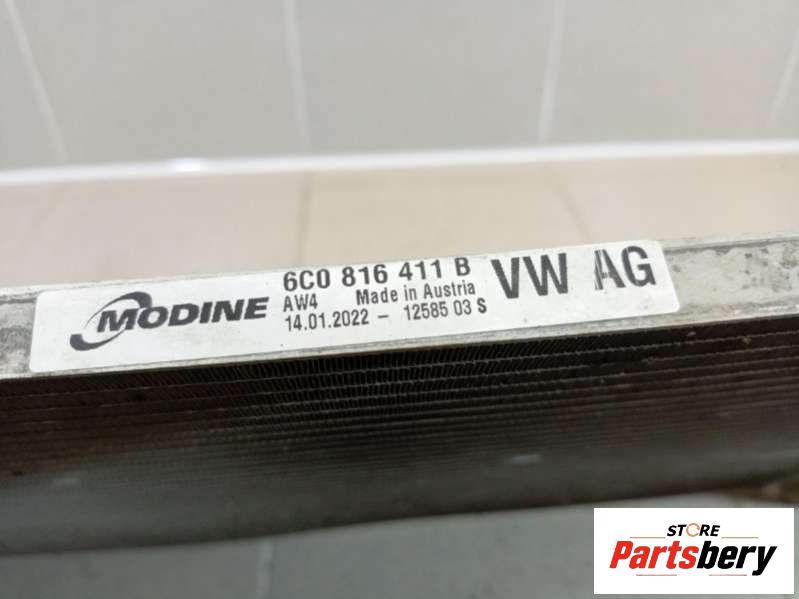 MODINE
6C0 816 411 B
AW4 Made in Austria
14.01.2022 - 12585 03 S
VW AG
STORE
Partsbery